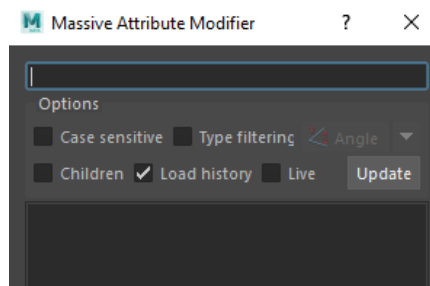 Massive Attribute Modifier ?
Options
Case sensitive Type filtering Angle
Children Load history Live Update